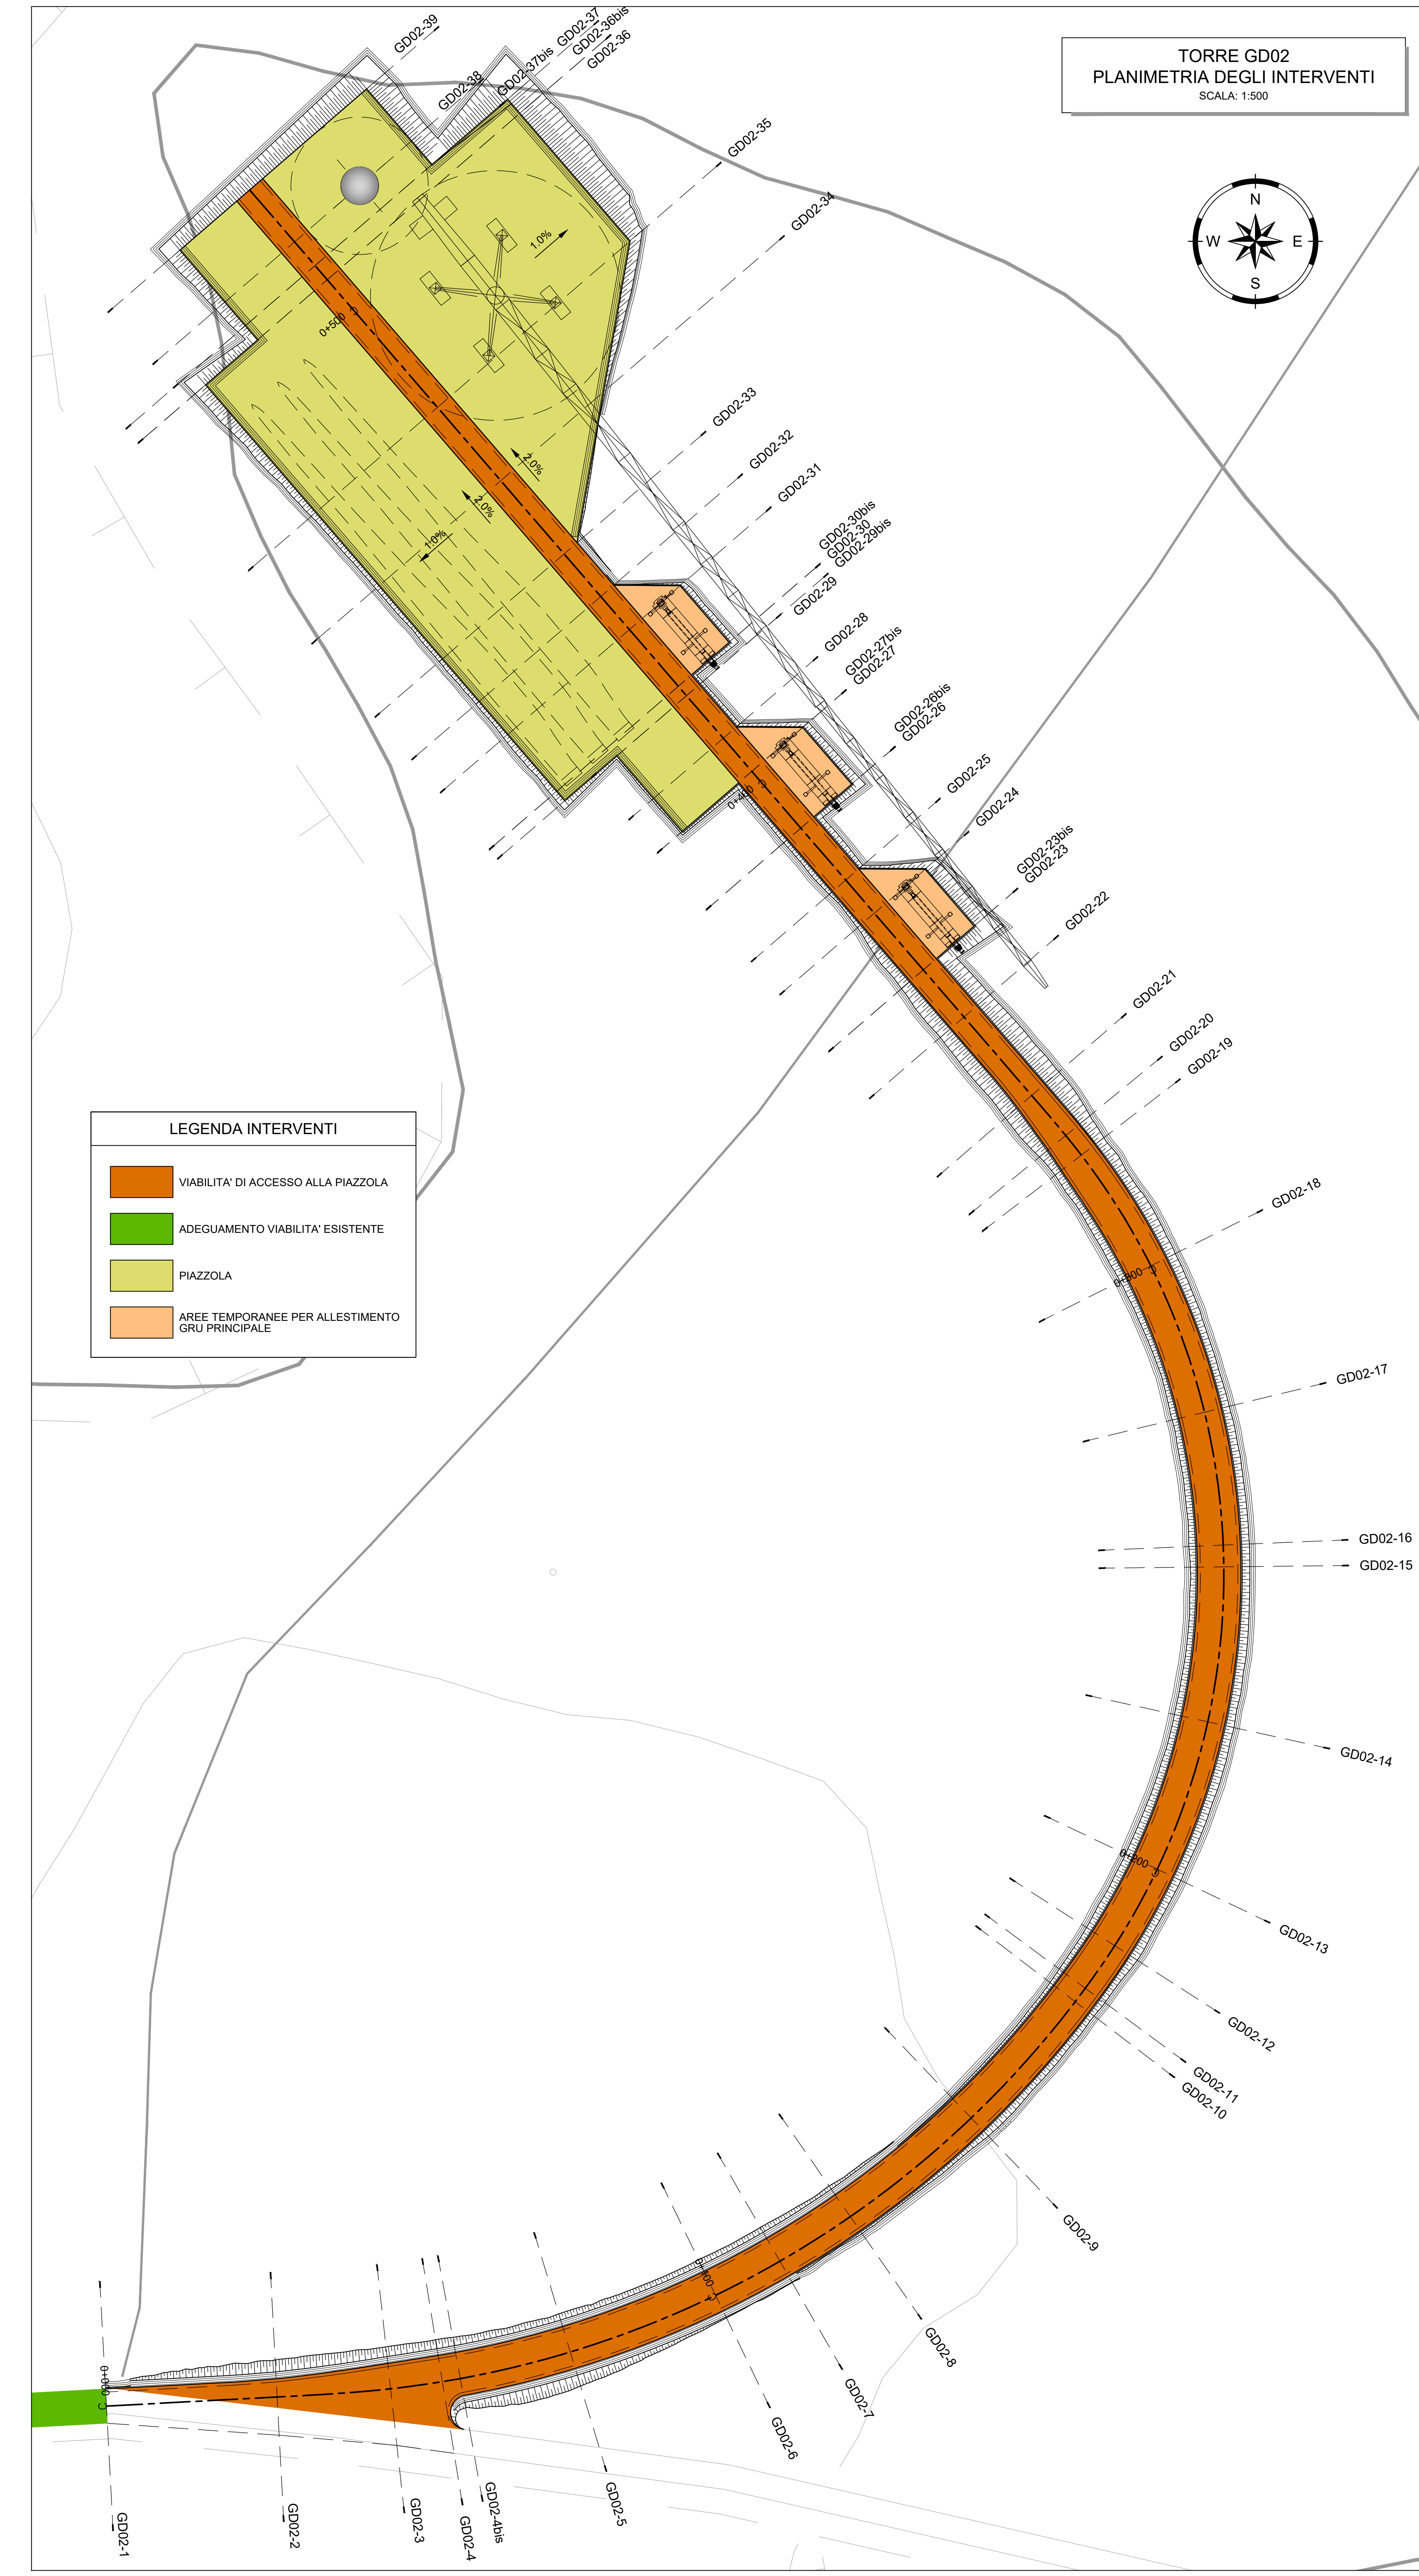 TORRE GD02
PLANIMETRIA DEGLI INTERVENTI
SCALA: 1:500
N
W
E
S
GD02-39
GD02-38
GD02-37bis
GD02-37
GD02-36bis
GD02-36
GD02-35
GD02-34
1.0%
0+500
GD02-33
GD02-32
GD02-31
2.0%
2.0%
1.0%
GD02-30bis
GD02-30
GD02-29bis
GD02-29
GD02-28
GD02-27bis
GD02-27
GD02-26bis
GD02-26
GD02-25
0+400
GD02-24
GD02-23bis
GD02-23
GD02-22
GD02-21
GD02-20
GD02-19
LEGENDA INTERVENTI
VIABILITA' DI ACCESSO ALLA PIAZZOLA
ADEGUAMENTO VIABILITA' ESISTENTE
PIAZZOLA
AREE TEMPORANEE PER ALLESTIMENTO
GRU PRINCIPALE
GD02-18
0+300
GD02-17
GD02-16
GD02-15
GD02-14
0+200
GD02-13
GD02-12
GD02-11
GD02-10
GD02-9
0+100
GD02-8
GD02-7
GD02-6
0+000
GD02-5
GD02-4bis
GD02-4
GD02-3
GD02-2
GD02-1